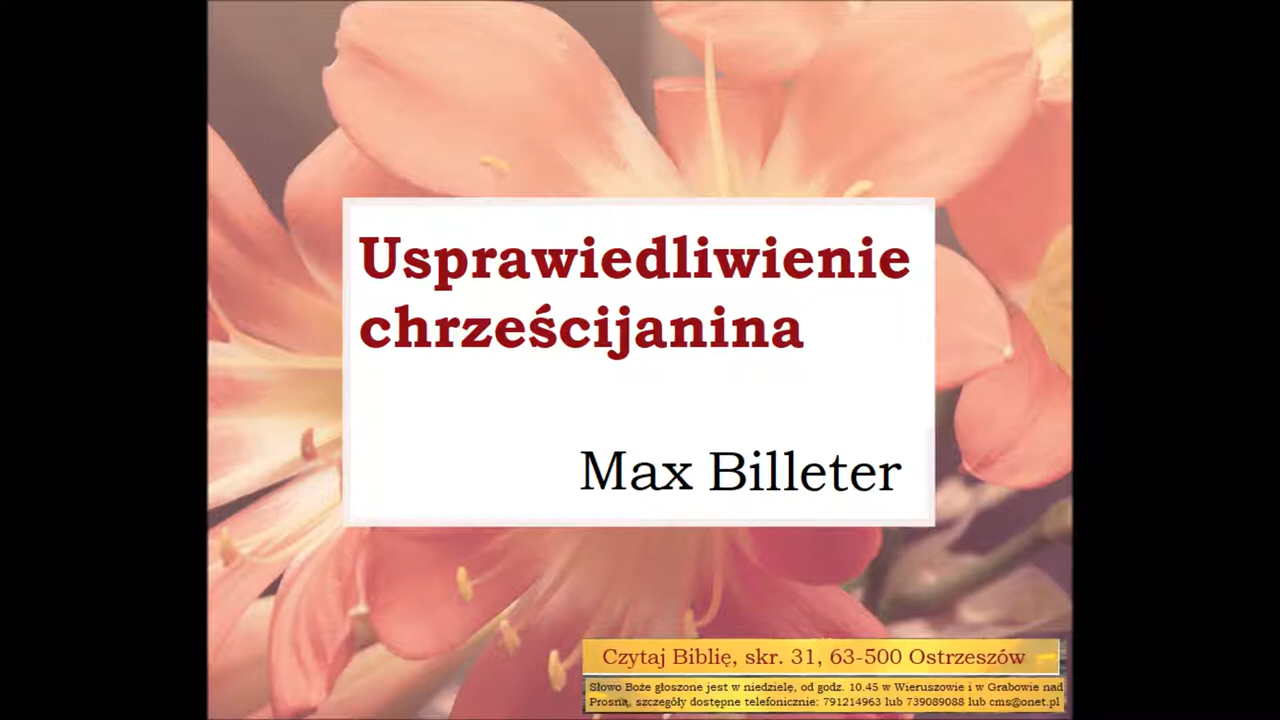 Usprawiedliwienie
chrześcijanina
Max Billeter
Czytaj Biblię, skr. 31, 63-500 Ostrzeszów
Słowo Boże głoszone jest w niedzielę, od godz. 10.45 w Wieruszowie i w Grabowie nad
Prosną, szczegóły dostępne telefonicznie: 791214963 lub 739089088 lub cms@onet.pl